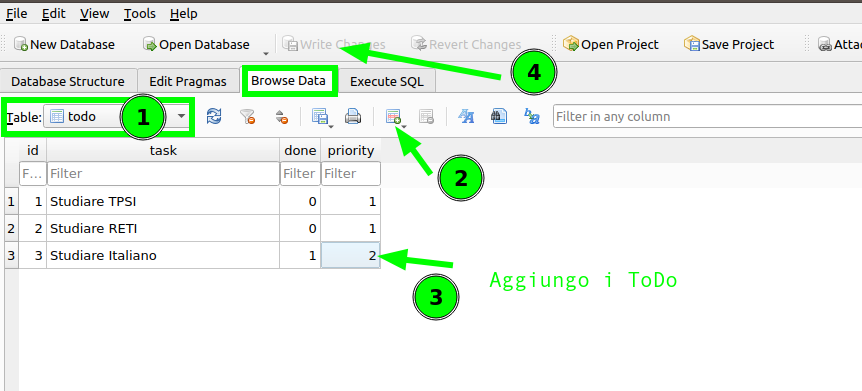 File Edit View Tools Help
New Database Open Database Write Changes Revert Changes Open Project Save Project Attac
4
Database Structure Edit Pragmas Browse Data Execute SQL
Table: todo 1 Filter in any column
id task done priority
F... Filter Filter Filter
2
1 1 Studiare TPSI 0 1
2 2 Studiare RETI 0 1
3 3 Studiare Italiano 1 2
Aggiungo i ToDo
3